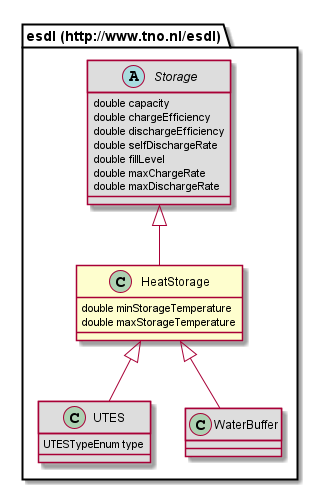 esdl (http://www.tno.nl/esdl)
A Storage
double capacity
double chargeEfficiency
double dischargeEfficiency
double selfDischargeRate
double fillLevel
double maxChargeRate
double maxDischargeRate
C HeatStorage
double minStorageTemperature
double maxStorageTemperature
C UTES
UTESTypeEnum type
C WaterBuffer